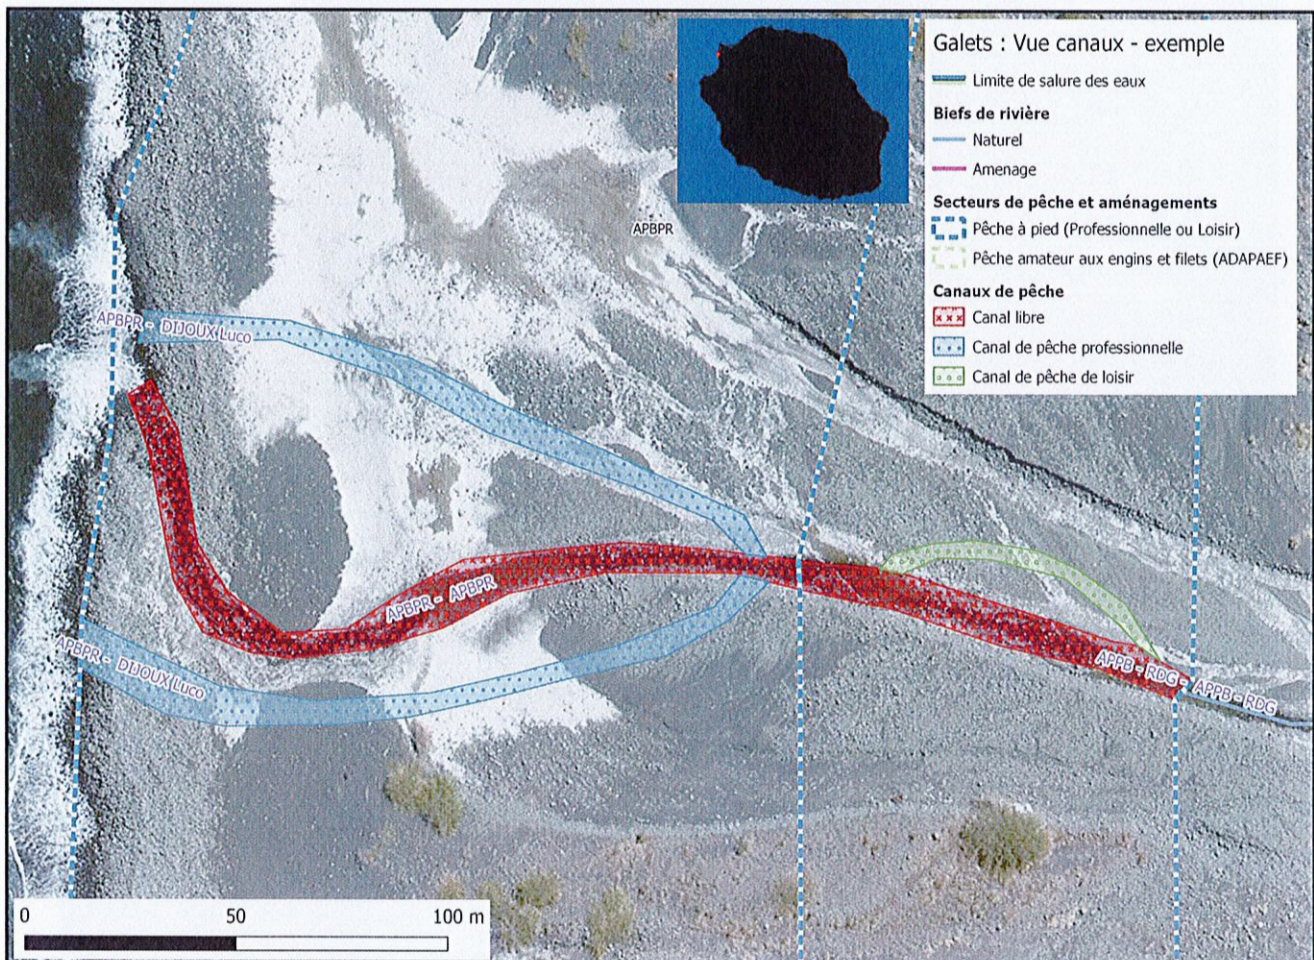 Galets : Vue canaux - exemple
Limite de salure des eaux
Biefs de rivière
Naturel
Amenage
Secteurs de pêche et aménagements
Pêche à pied (Professionnelle ou Loisir)
Pêche amateur aux engins et filets (ADAPAEF)
Canaux de pêche
Canal libre
Canal de pêche professionnelle
Canal de pêche de loisir
APBPR
APBPR - DIJOUX Luco
APBPR - APBPR
APBPR - DIJOUX Luco
APPB - RDG - APPB - RDG
0 50 100 m